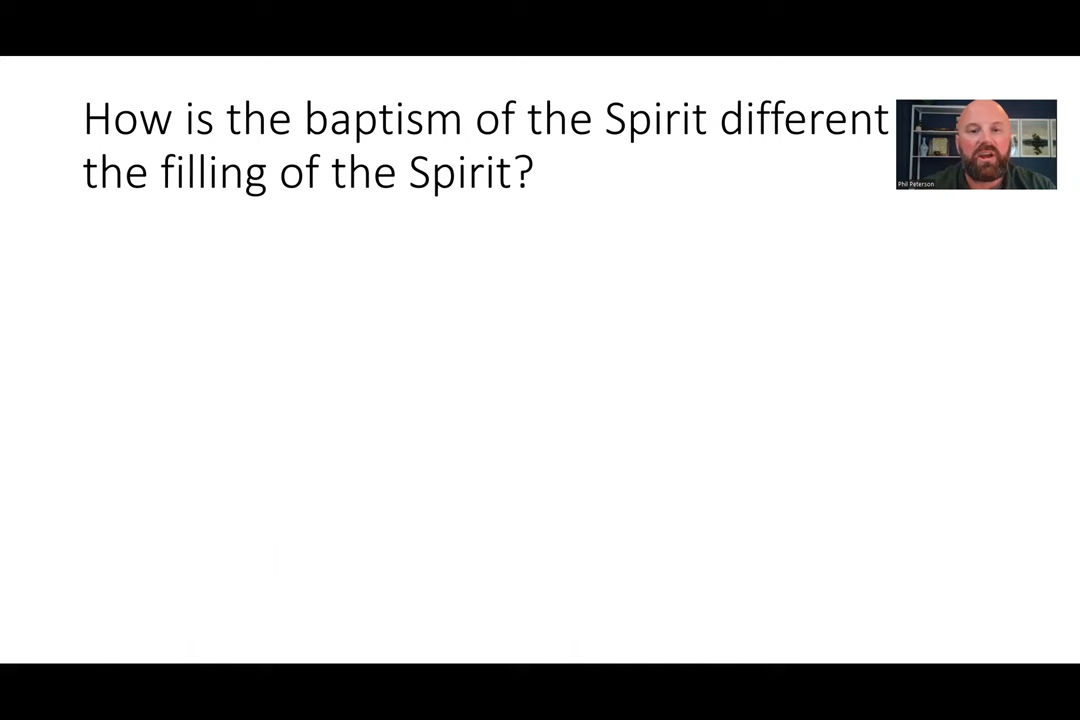 How is the baptism of the Spirit different
the filling of the Spirit?
Phil Peterson